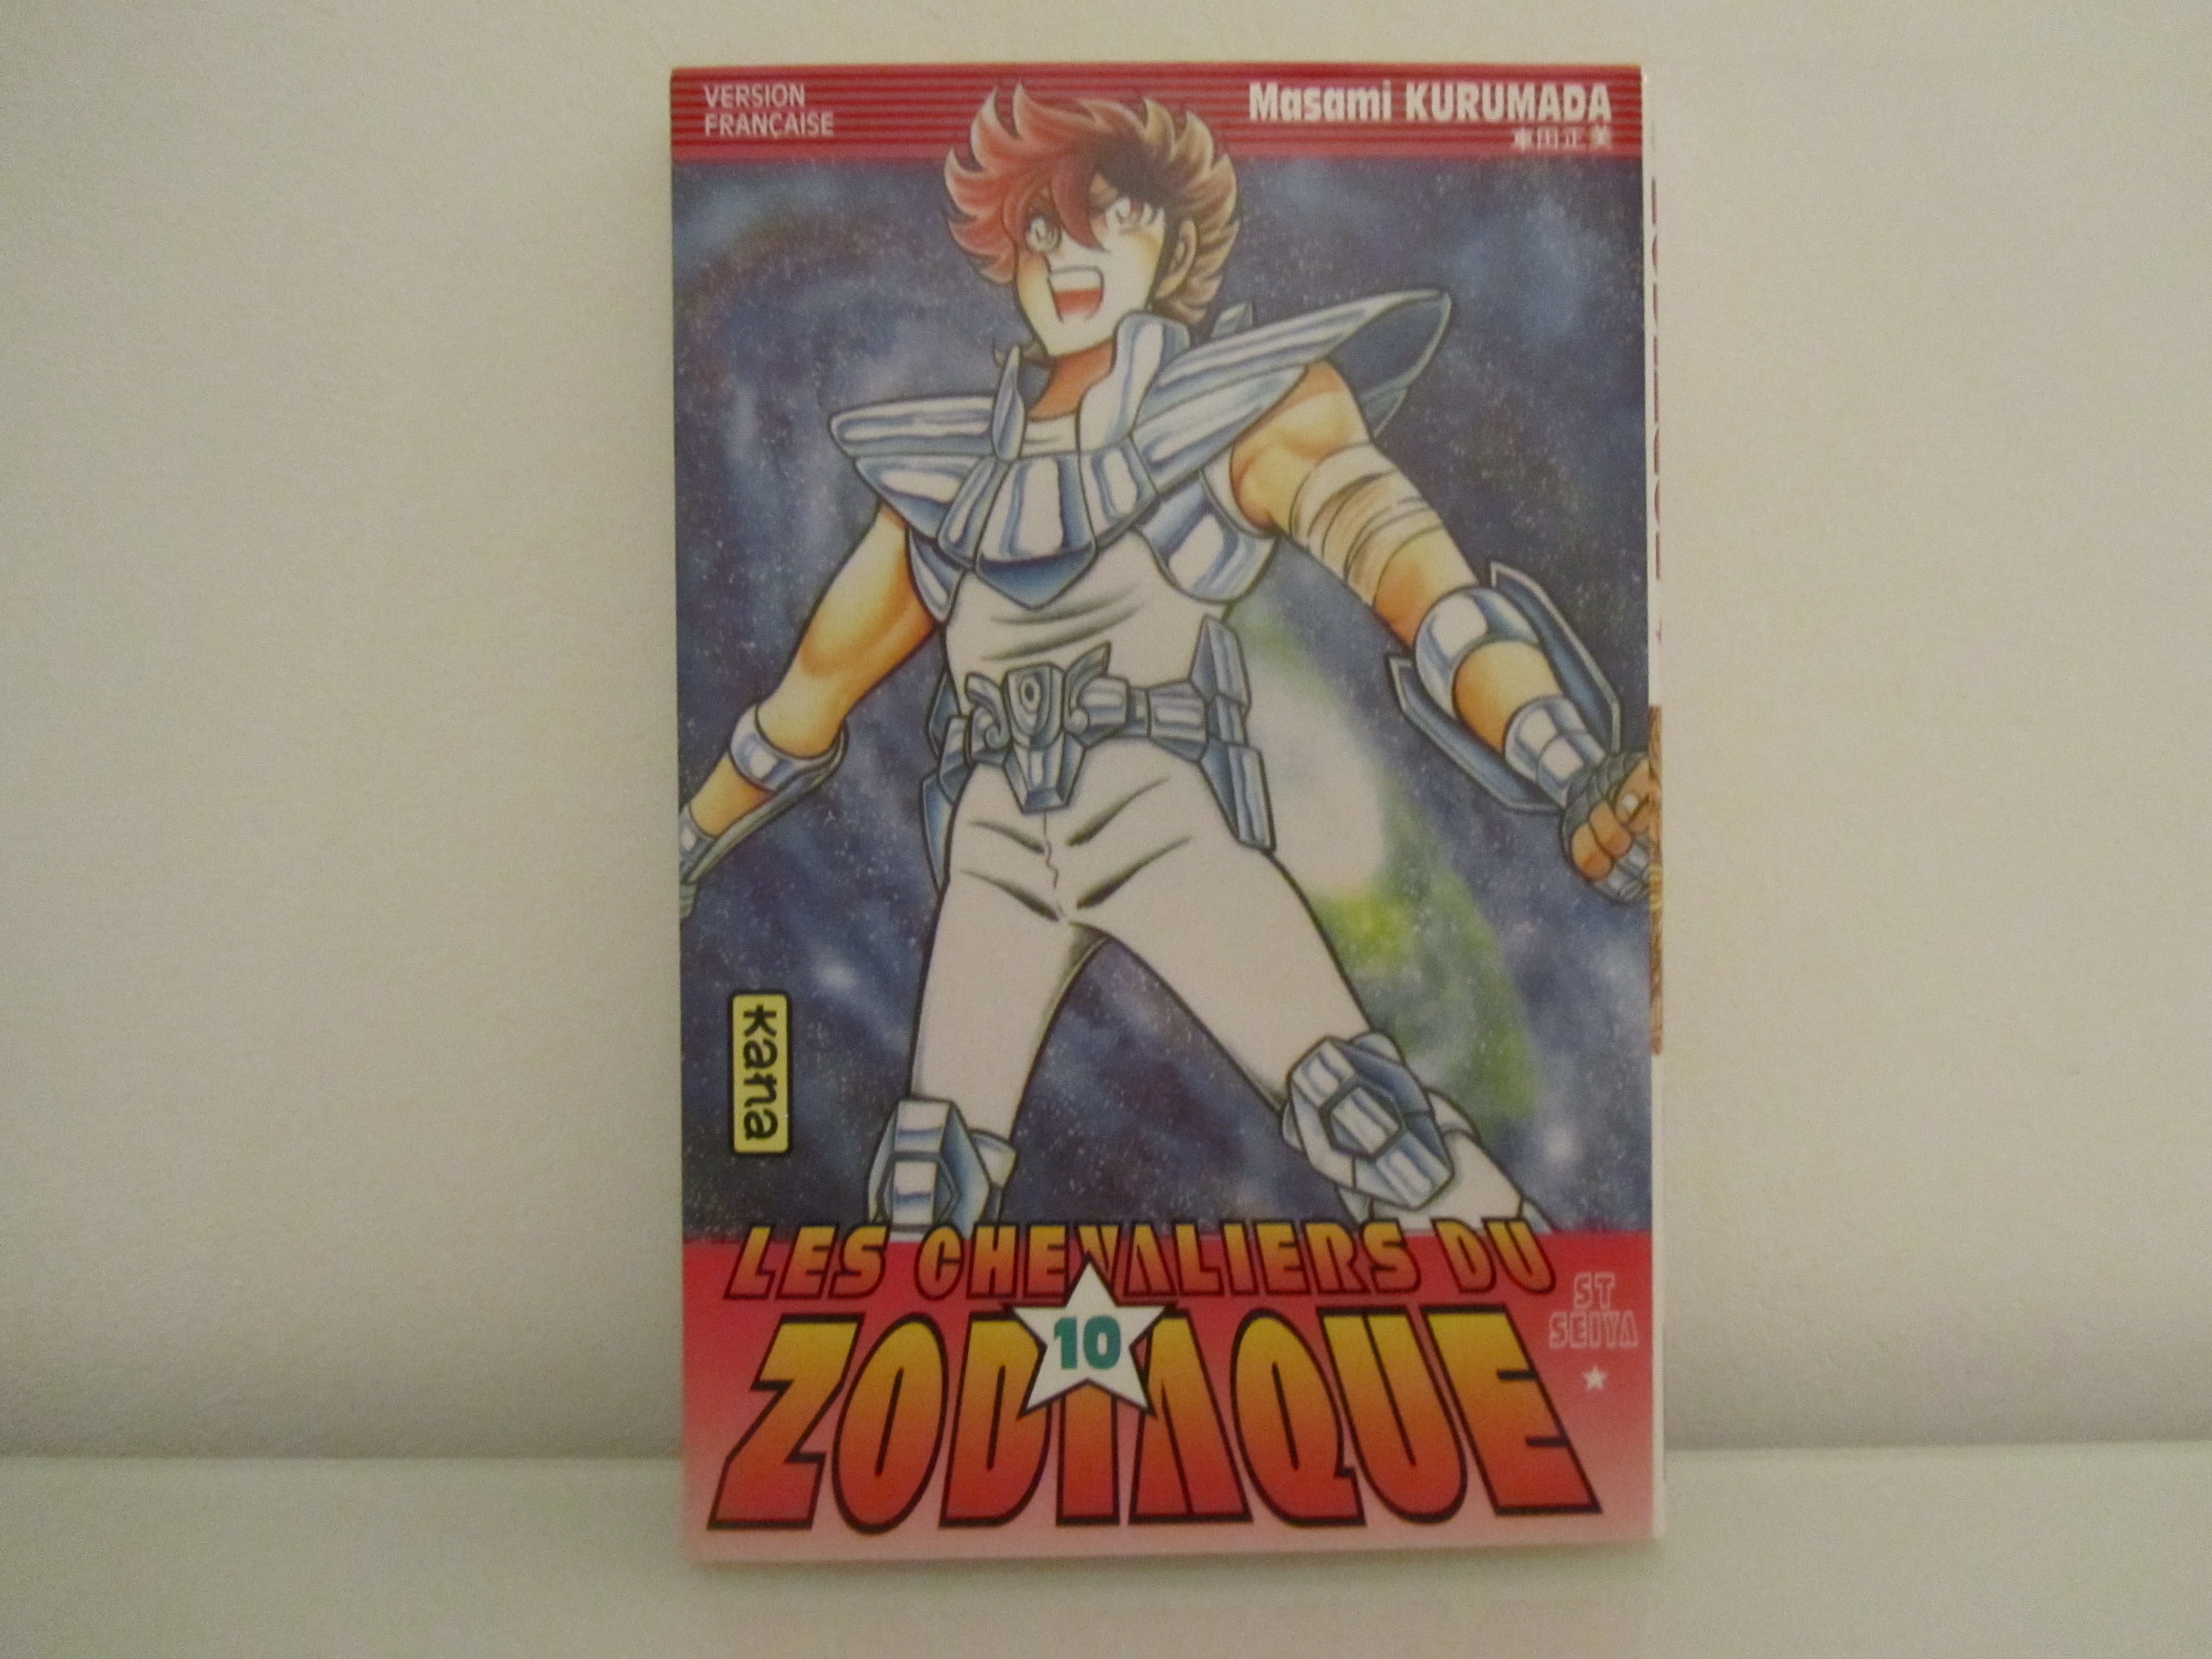 VERSION
FRANÇAISE
Masami KURUMADA
車田正美
kana
LES CHEVALIERS DU
ZODIAQUE
10
ST
SEIYA